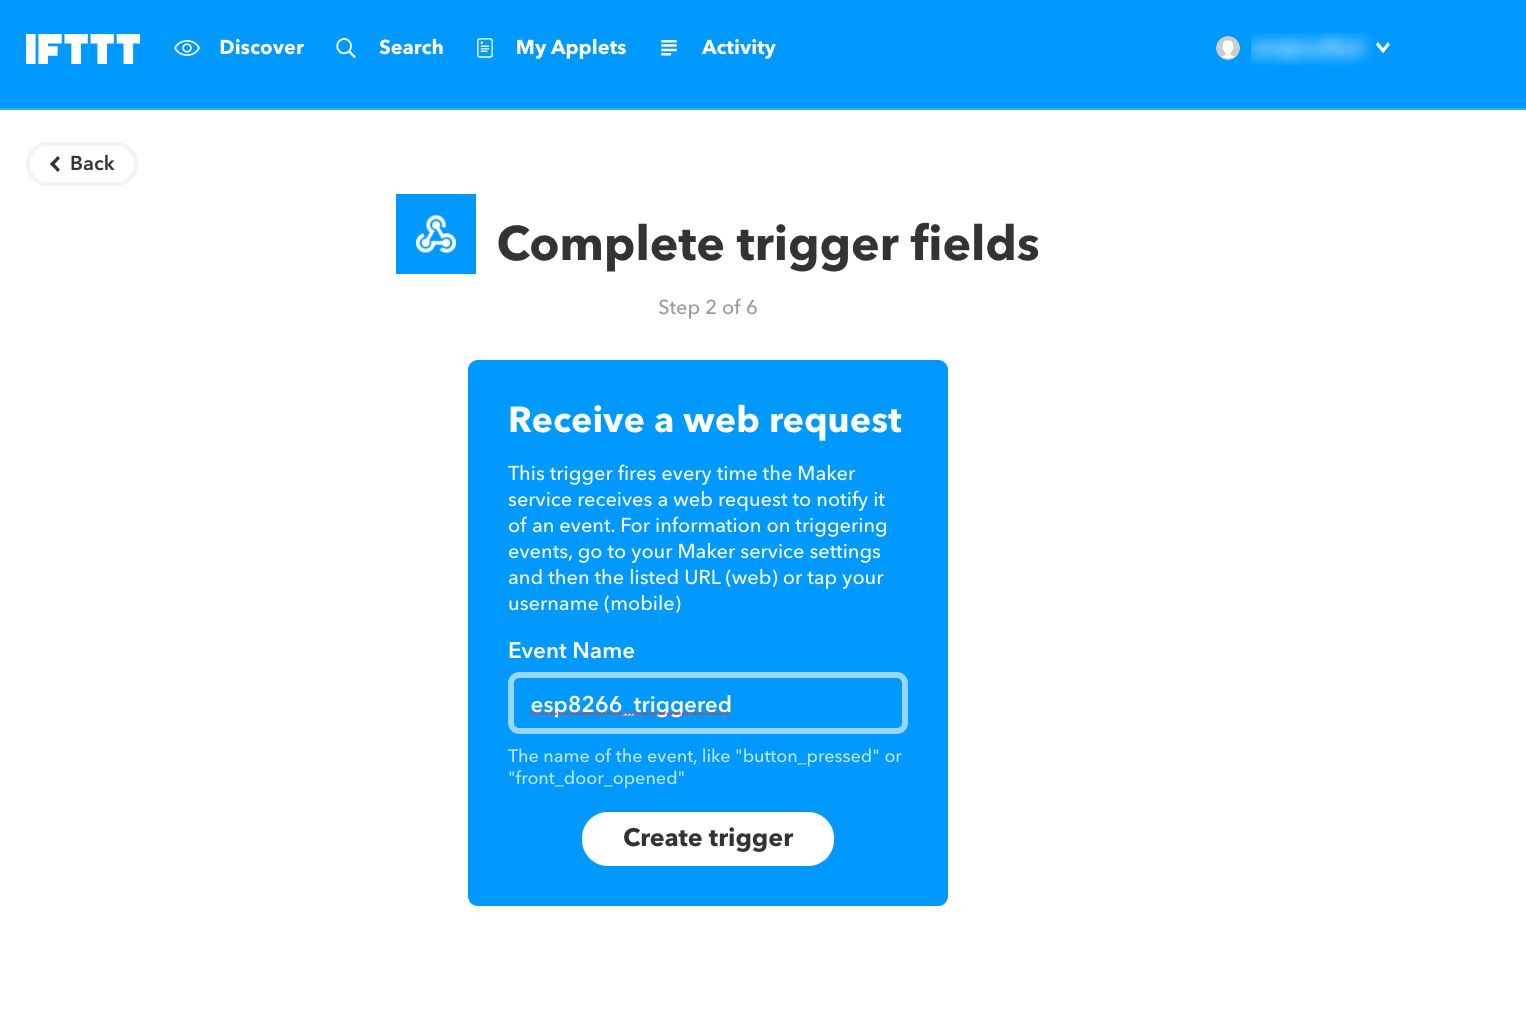 IFTTT Discover Search My Applets Activity
Back
Complete trigger fields
Step 2 of 6
Receive a web request
This trigger fires every time the Maker
service receives a web request to notify it
of an event. For information on triggering
events, go to your Maker service settings
and then the listed URL (web) or tap your
username (mobile)
Event Name
esp8266_triggered
The name of the event, like "button_pressed" or
"front_door_opened"
Create trigger